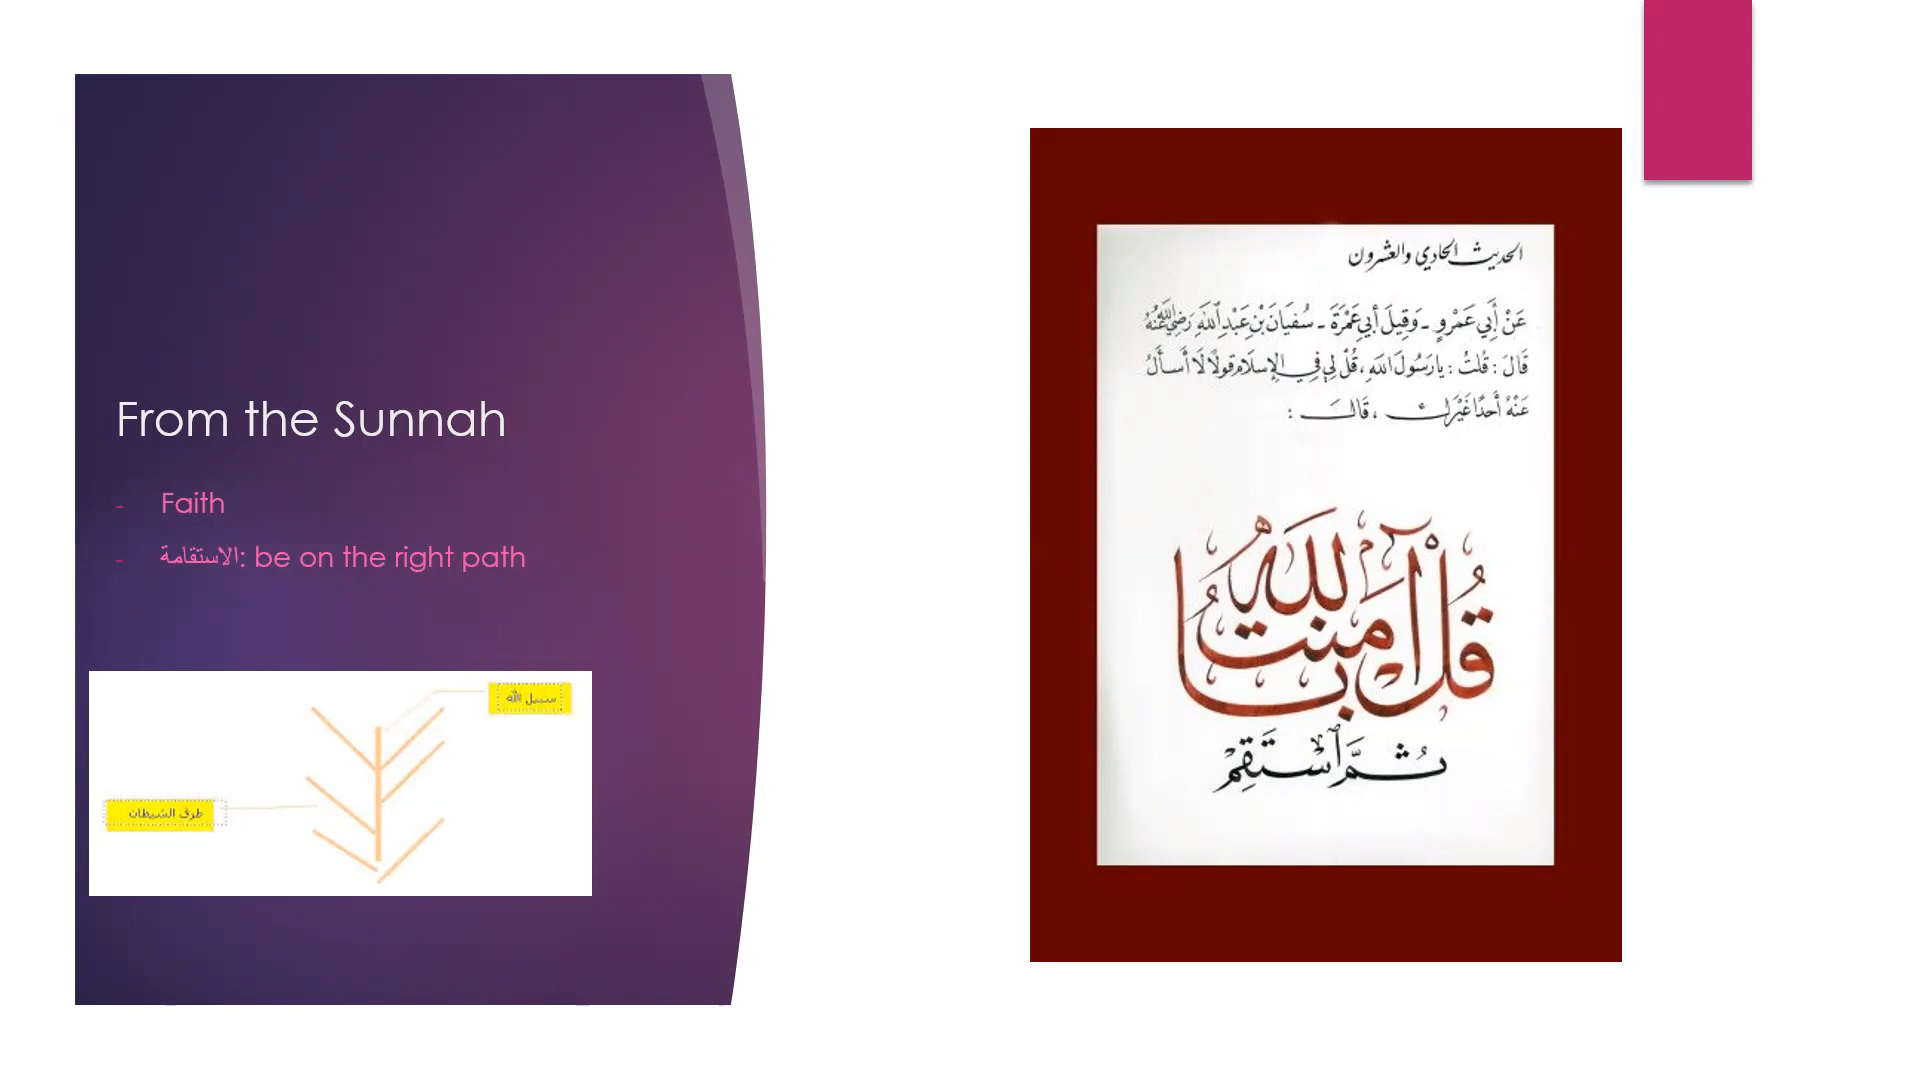 From the Sunnah
- Faith
- الاستقامة: be on the right path
سبيل الله
طرق الشيطان
الحديث الحادي والعشرون
عَنْ أَبِي عَمْرٍو ـ وَقِيلَ أَبِي عَمْرَةَ ـ سُفْيَانَ بْنِ عَبْدِ اللهِ رَضِيَ اللهُ عَنْهُ
قَالَ : قُلْتُ : يَا رَسُولَ اللهِ ، قُلْ لِي فِي الإِسْلَامِ قَوْلًا لَا أَسْأَلُ
عَنْهُ أَحَدًا غَيْرَكَ ، قَالَ :
قُلْ آمَنْتُ بِاللهِ
ثُمَّ ٱسْتَقِمْ